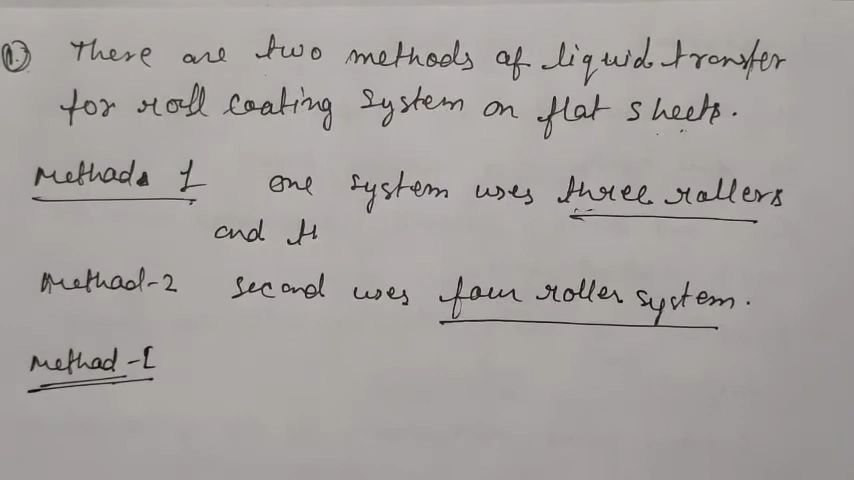 1.) There are two methods of liquid transfer
for roll coating system on flat sheets.
Method 1 one system uses three rollers
and
Method-2 second uses four roller system.
Method-I